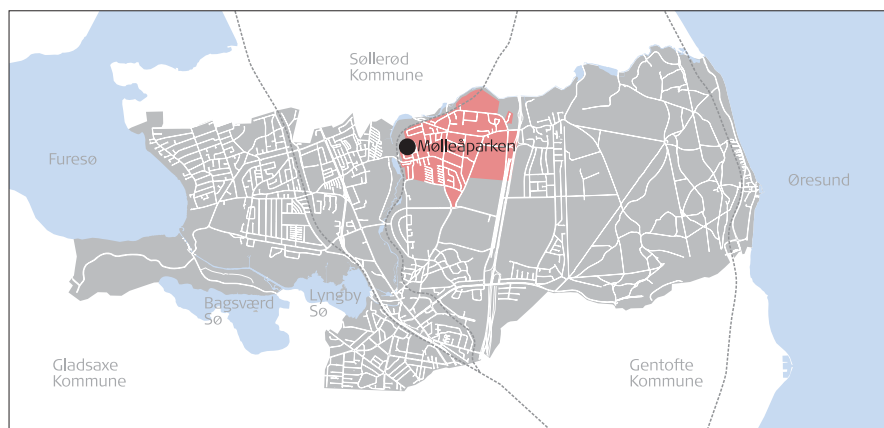 Søllerød
Kommune
Mølleåparken
Furesø
Øresund
Bagsværd
Sø
Lyngby
Sø
Gladsaxe
Kommune
Gentofte
Kommune